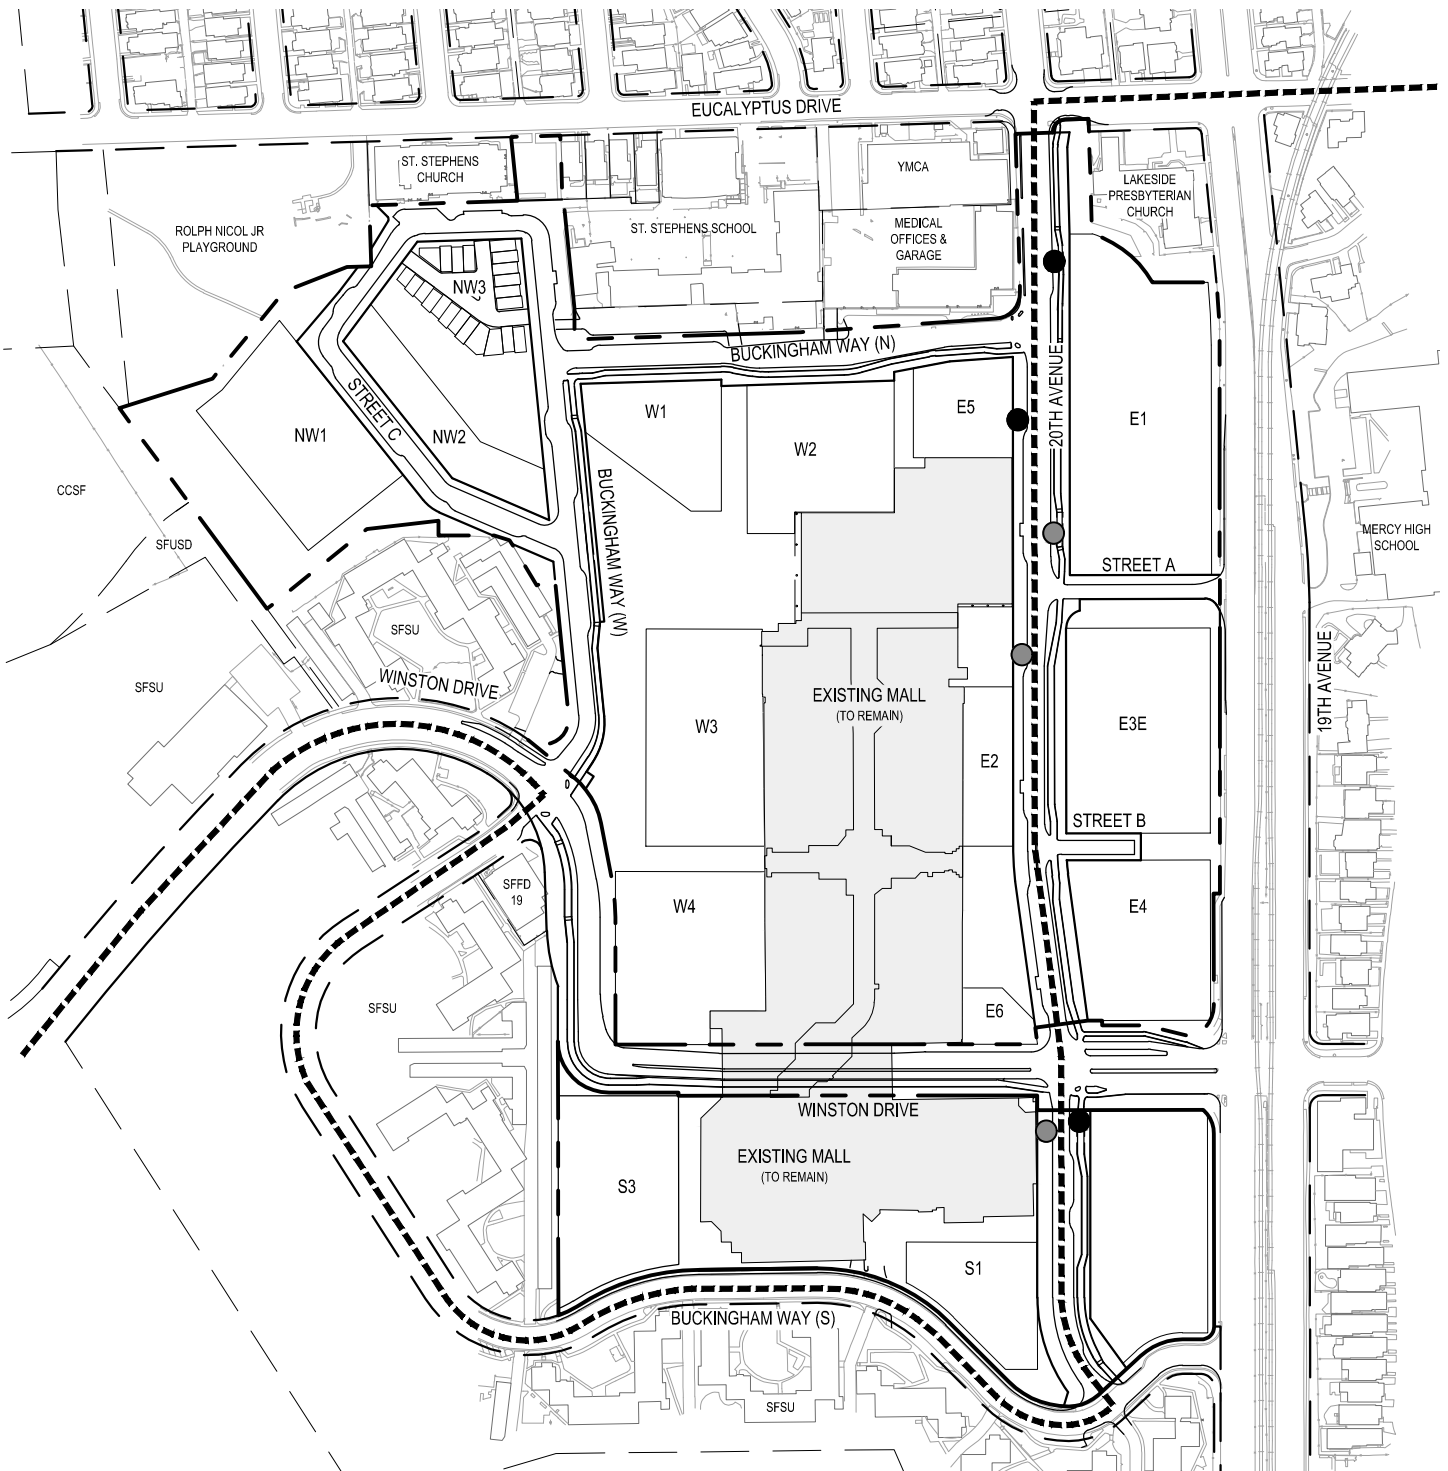 EUCALYPTUS DRIVE
ST. STEPHENS
CHURCH
YMCA
LAKESIDE
PRESBYTERIAN
CHURCH
ROLPH NICOL JR
PLAYGROUND
ST. STEPHENS SCHOOL
MEDICAL
OFFICES &
GARAGE
NW3
BUCKINGHAM WAY (N)
20TH AVENUE
STREET C
W1
E5
E1
NW1
NW2
W2
CCSF
BUCKINGHAM WAY (W)
SFUSD
MERCY HIGH
SCHOOL
STREET A
SFSU
19TH AVENUE
SFSU
WINSTON DRIVE
EXISTING MALL
(TO REMAIN)
W3
E3E
E2
STREET B
SFFD
19
W4
E4
SFSU
E6
WINSTON DRIVE
EXISTING MALL
(TO REMAIN)
S3
S1
BUCKINGHAM WAY (S)
SFSU